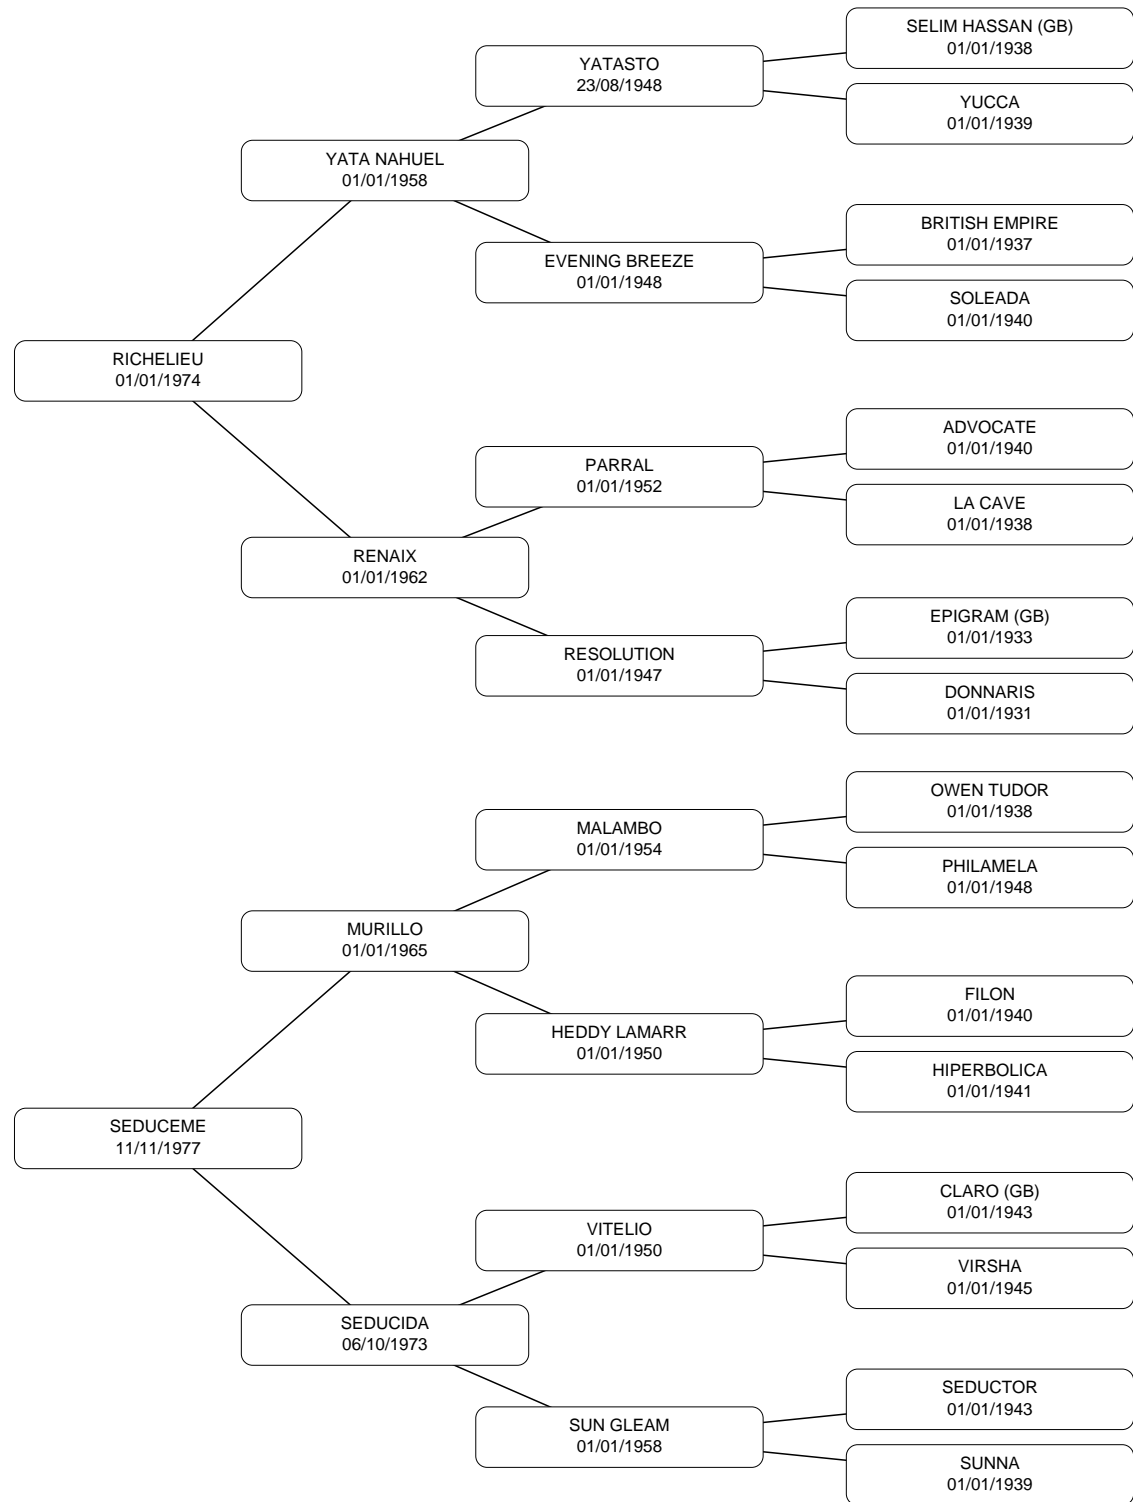 SELIM HASSAN (GB)
01/01/1938
YATASTO
23/08/1948
YUCCA
01/01/1939
YATA NAHUEL
01/01/1958
BRITISH EMPIRE
01/01/1937
EVENING BREEZE
01/01/1948
SOLEADA
01/01/1940
RICHELIEU
01/01/1974
ADVOCATE
01/01/1940
PARRAL
01/01/1952
LA CAVE
01/01/1938
RENAIX
01/01/1962
EPIGRAM (GB)
01/01/1933
RESOLUTION
01/01/1947
DONNARIS
01/01/1931
OWEN TUDOR
01/01/1938
MALAMBO
01/01/1954
PHILAMELA
01/01/1948
MURILLO
01/01/1965
FILON
01/01/1940
HEDDY LAMARR
01/01/1950
HIPERBOLICA
01/01/1941
SEDUCEME
11/11/1977
CLARO (GB)
01/01/1943
VITELIO
01/01/1950
VIRSHA
01/01/1945
SEDUCIDA
06/10/1973
SEDUCTOR
01/01/1943
SUN GLEAM
01/01/1958
SUNNA
01/01/1939